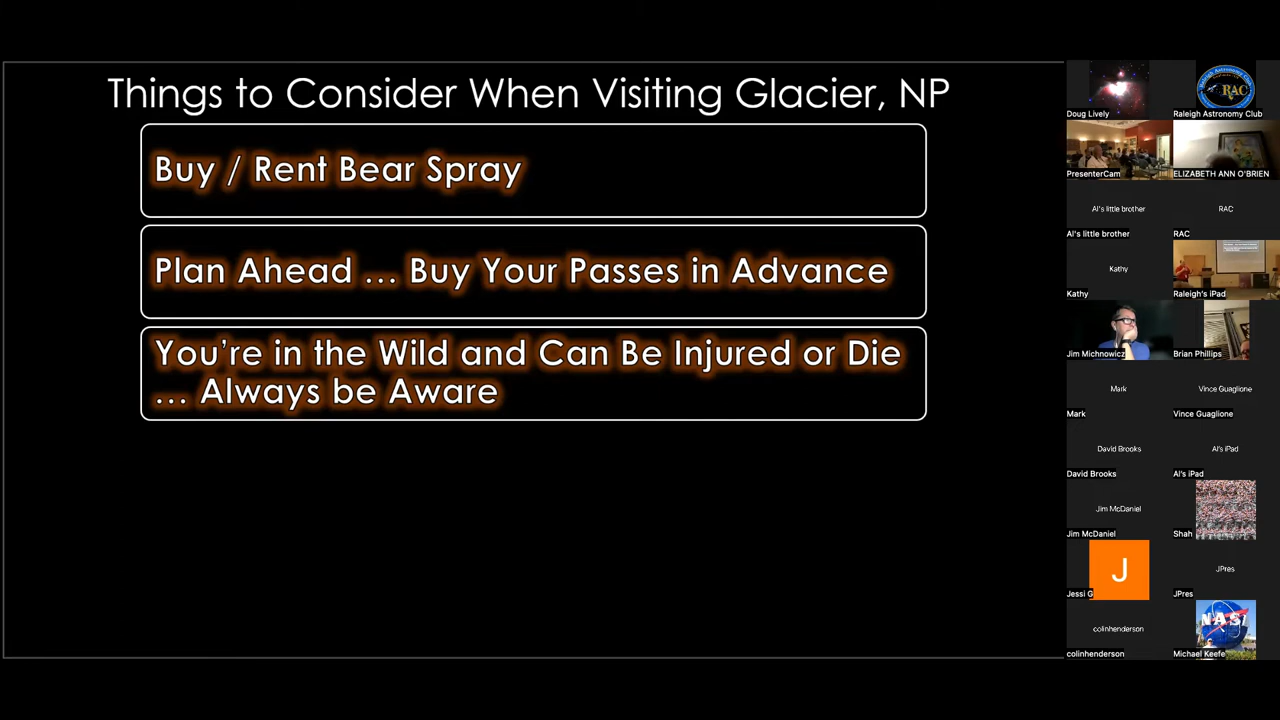 Things to Consider When Visiting Glacier, NP
Buy / Rent Bear Spray
Plan Ahead … Buy Your Passes in Advance
You’re in the Wild and Can Be Injured or Die
… Always be Aware
Doug Lively
RAC
Raleigh Astronomy Club
PresenterCam
ELIZABETH ANN O'BRIEN
Al's little brother
Al's little brother
RAC
RAC
Kathy
Kathy
Raleigh's iPad
Jim Michnowicz
Brian Phillips
Mark
Mark
Vince Guaglione
Vince Guaglione
David Brooks
David Brooks
Al's iPad
Al's iPad
Jim McDaniel
Jim McDaniel
Shah
J
Jessi G
JPres
JPres
colinhenderson
colinhenderson
NAS
Michael Keefe